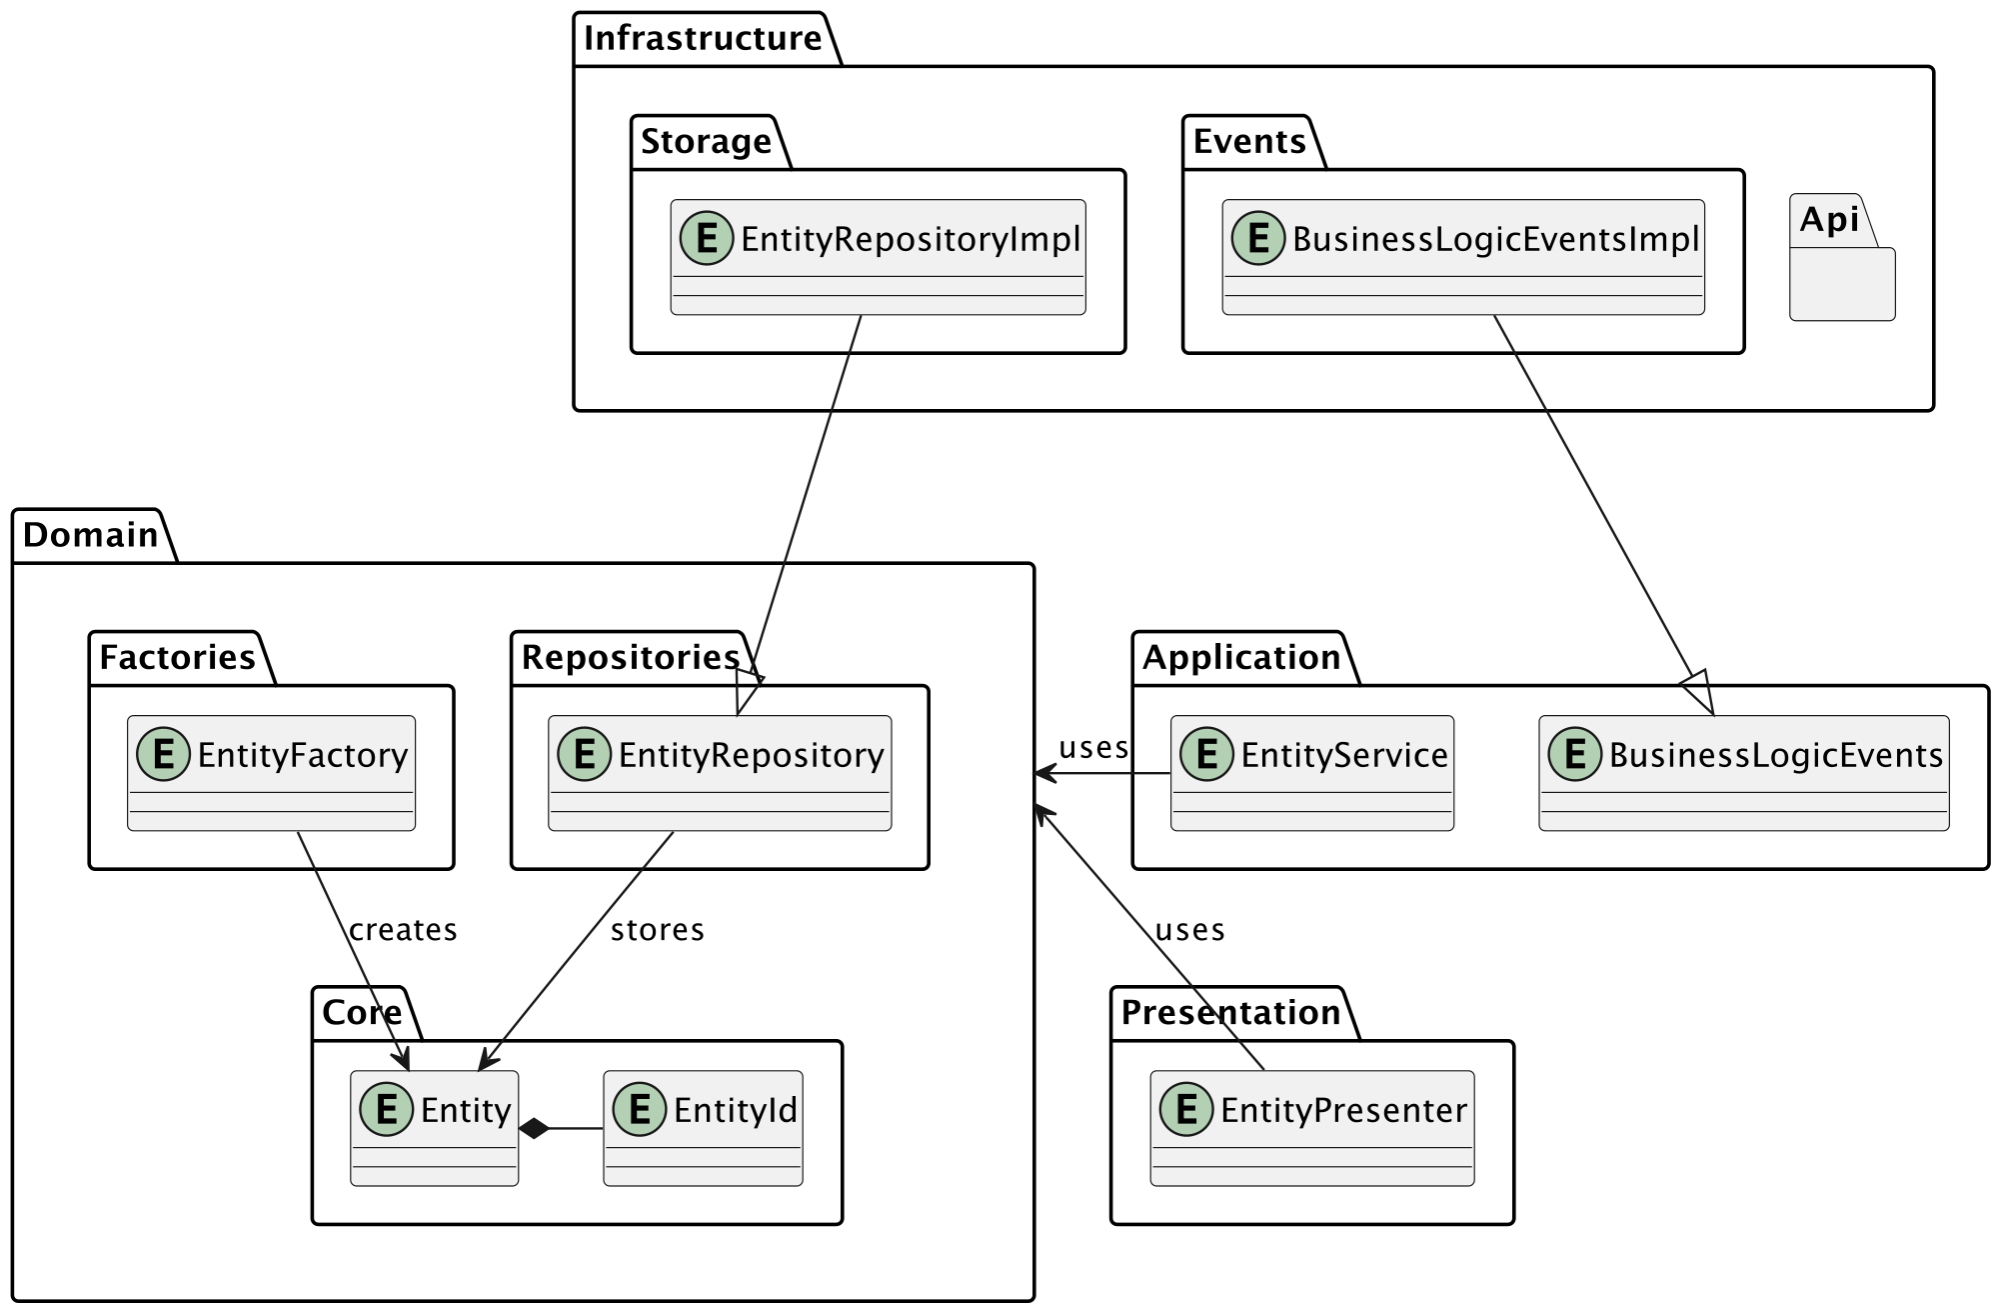 Infrastructure
Storage
Events
E EntityRepositoryImpl
E BusinessLogicEventsImpl
Api
Domain
Factories
Repositories
Application
E EntityFactory
E EntityRepository
uses
E EntityService
E BusinessLogicEvents
creates
stores
uses
Core
Presentation
E Entity
E EntityId
E EntityPresenter